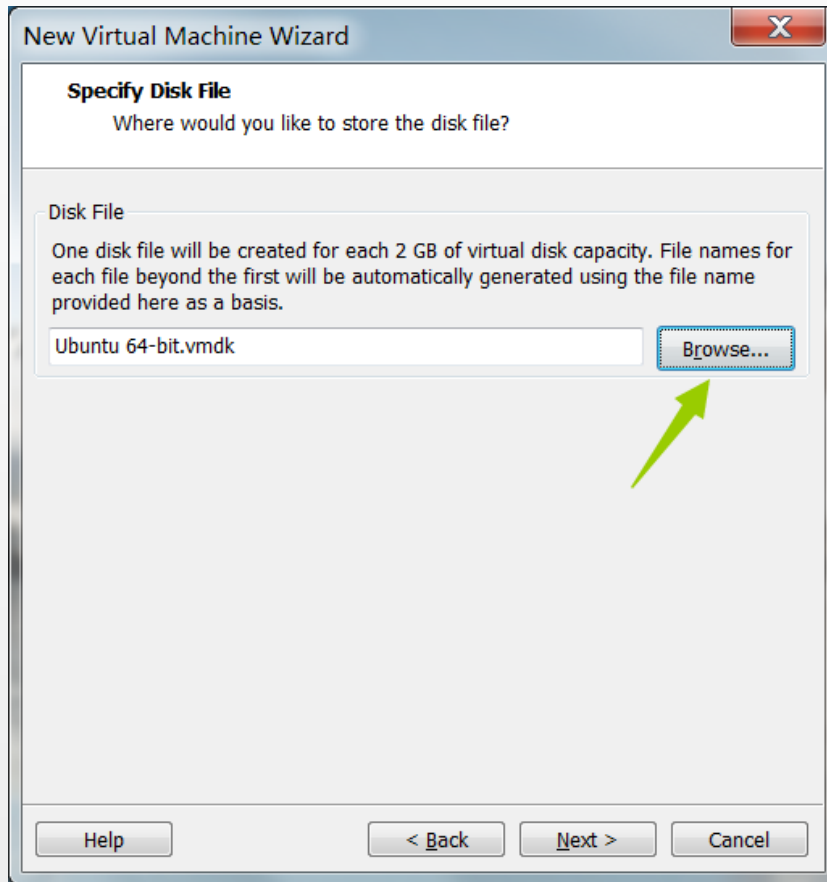 New Virtual Machine Wizard
X
Specify Disk File
Where would you like to store the disk file?
Disk File
One disk file will be created for each 2 GB of virtual disk capacity. File names for
each file beyond the first will be automatically generated using the file name
provided here as a basis.
Ubuntu 64-bit.vmdk
Browse...
Help
< Back
Next >
Cancel